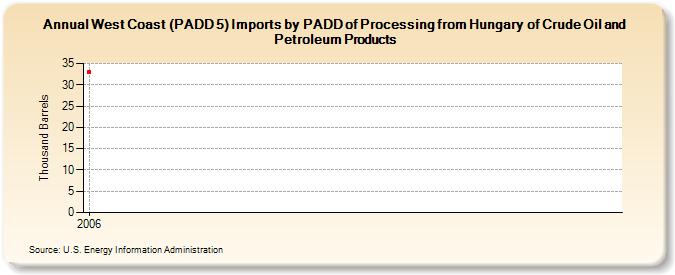 Annual West Coast (PADD 5) Imports by PADD of Processing from Hungary of Crude Oil and
Petroleum Products
Thousand Barrels
35
30
25
20
15
10
5
0
2006
Source: U.S. Energy Information Administration